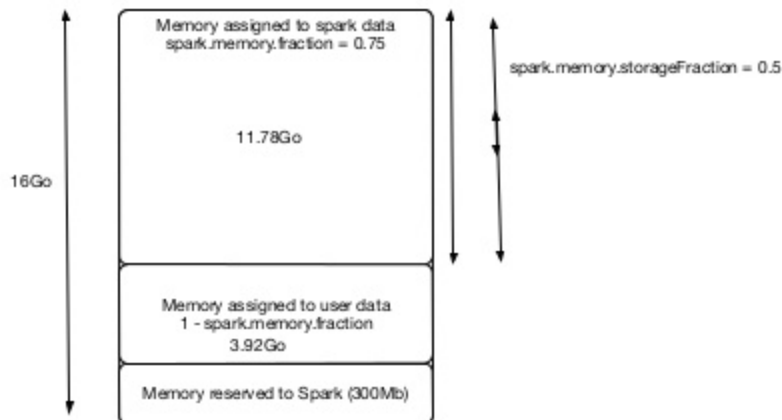 Memory assigned to spark data
spark.memory.fraction = 0.75
spark.memory.storageFraction = 0.5
11.78Go
16Go
Memory assigned to user data
1 - spark.memory.fraction
3.92Go
Memory reserved to Spark (300Mb)